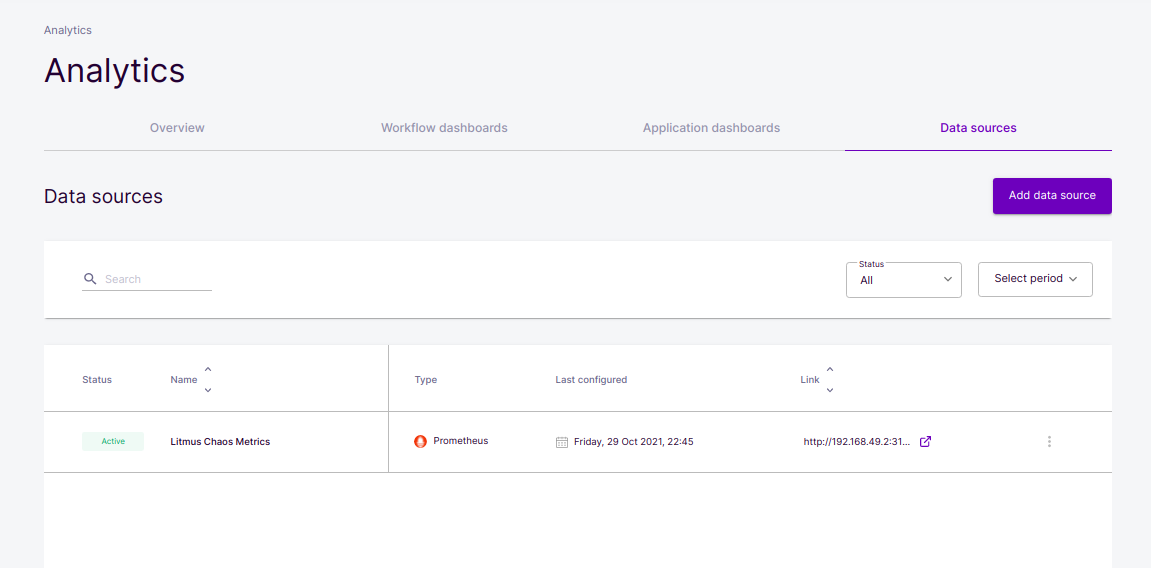 Analytics
Analytics
Overview Workflow dashboards Application dashboards Data sources
Data sources Add data source
Search Status All Select period
Status Name Type Last configured Link
Active Litmus Chaos Metrics Prometheus Friday, 29 Oct 2021, 22:45 http://192.168.49.2:31...